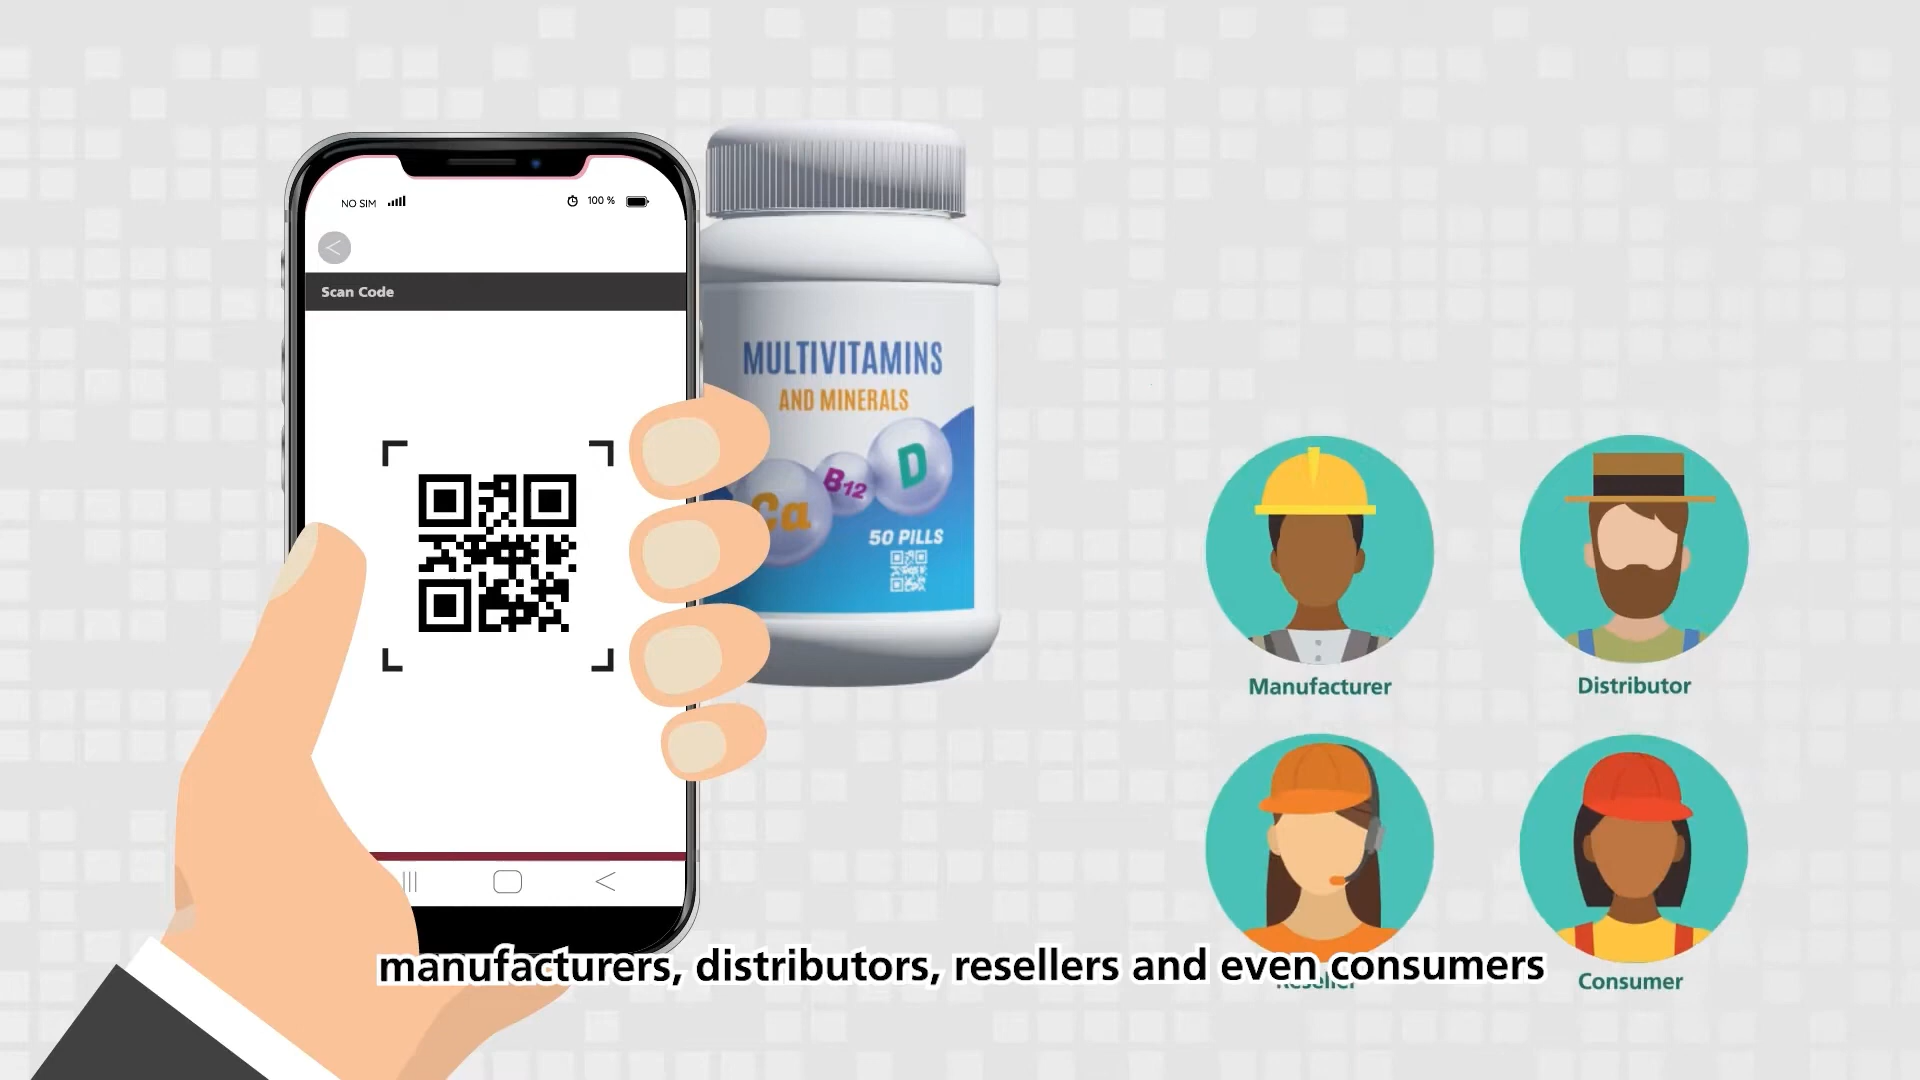 NO SIM
100 %
Scan Code
MULTIVITAMINS
AND MINERALS
Ca
B12
D
50 PILLS
Manufacturer
Distributor
Reseller
Consumer
manufacturers, distributors, resellers and even consumers